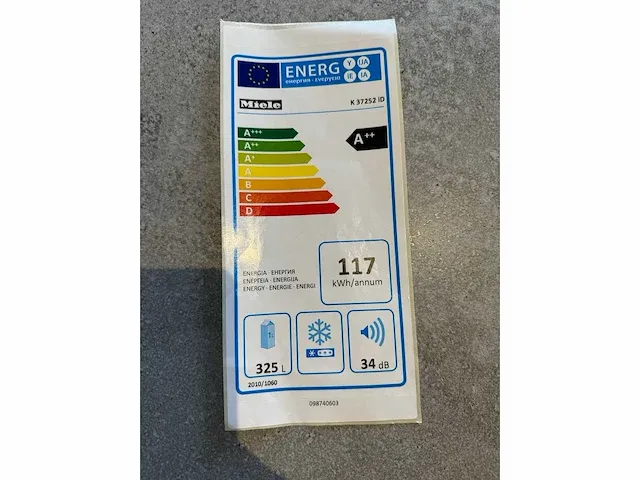 ENERG
енергия · ενεργεια
Y
IJA
IE
IA
Miele
K 37252 iD
A+++
A++
A+
A
B
C
D
A++
ENERGIA · ЕНЕРГИЯ
ΕΝΕΡΓΕΙΑ · ENERGIJA
ENERGY · ENERGIE · ENERGI
117
kWh/annum
1L
325 L
34 dB
2010/1060
098740603